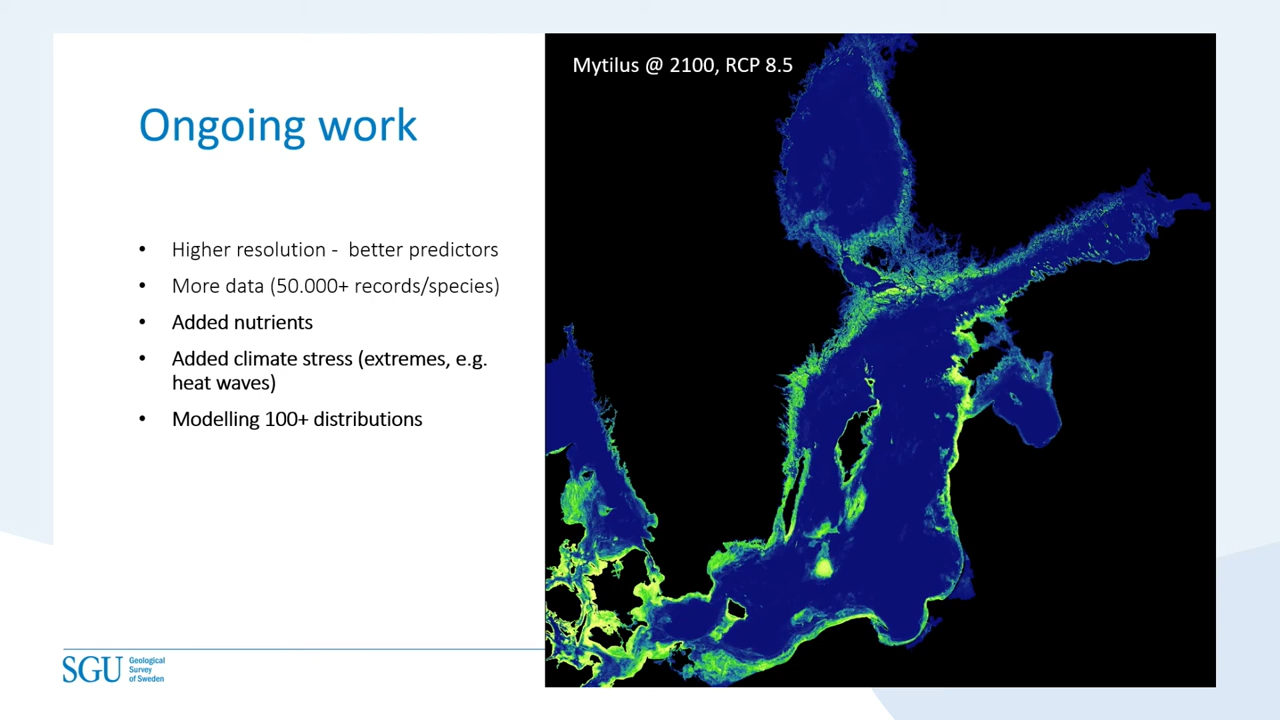 Mytilus @ 2100, RCP 8.5
Ongoing work
• Higher resolution - better predictors
• More data (50.000+ records/species)
• Added nutrients
• Added climate stress (extremes, e.g.
heat waves)
• Modelling 100+ distributions
SGU
Geological
Survey
of Sweden